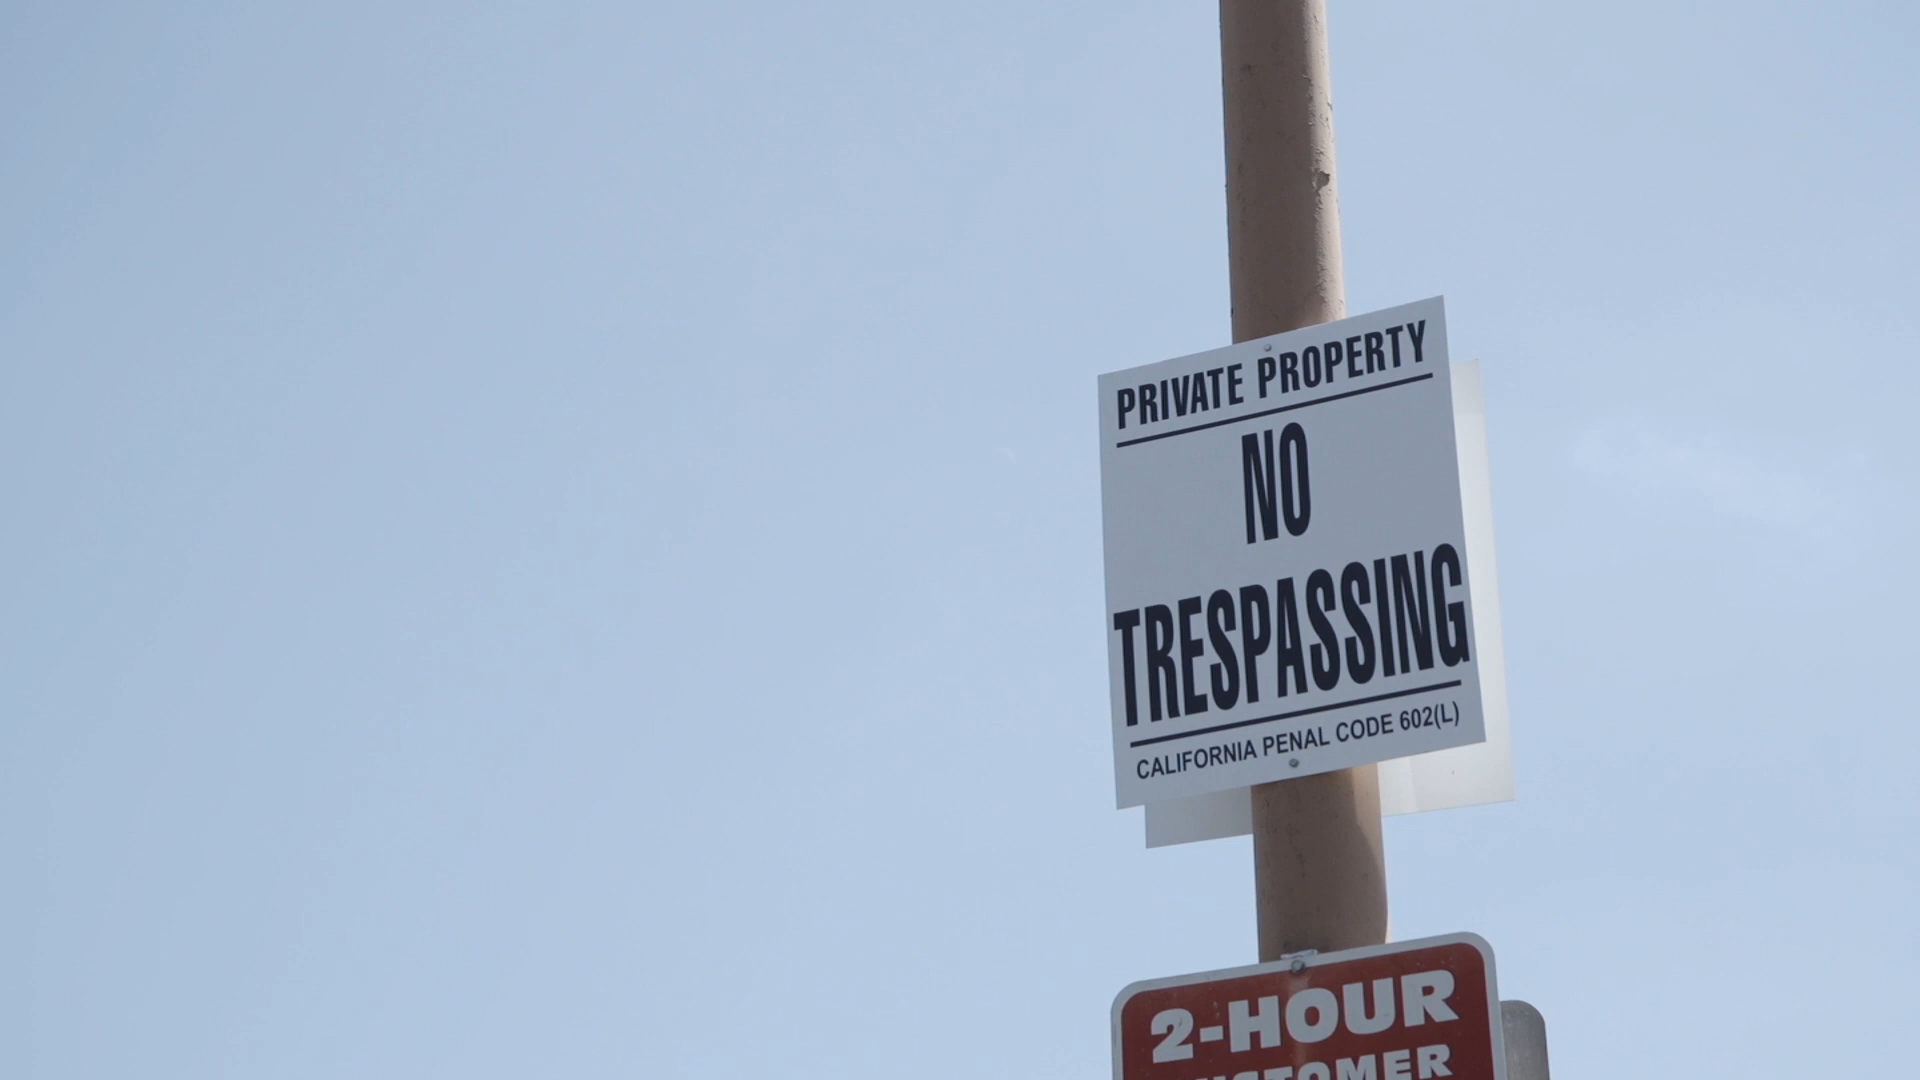 PRIVATE PROPERTY
NO
TRESPASSING
CALIFORNIA PENAL CODE 602(L)
2-HOUR